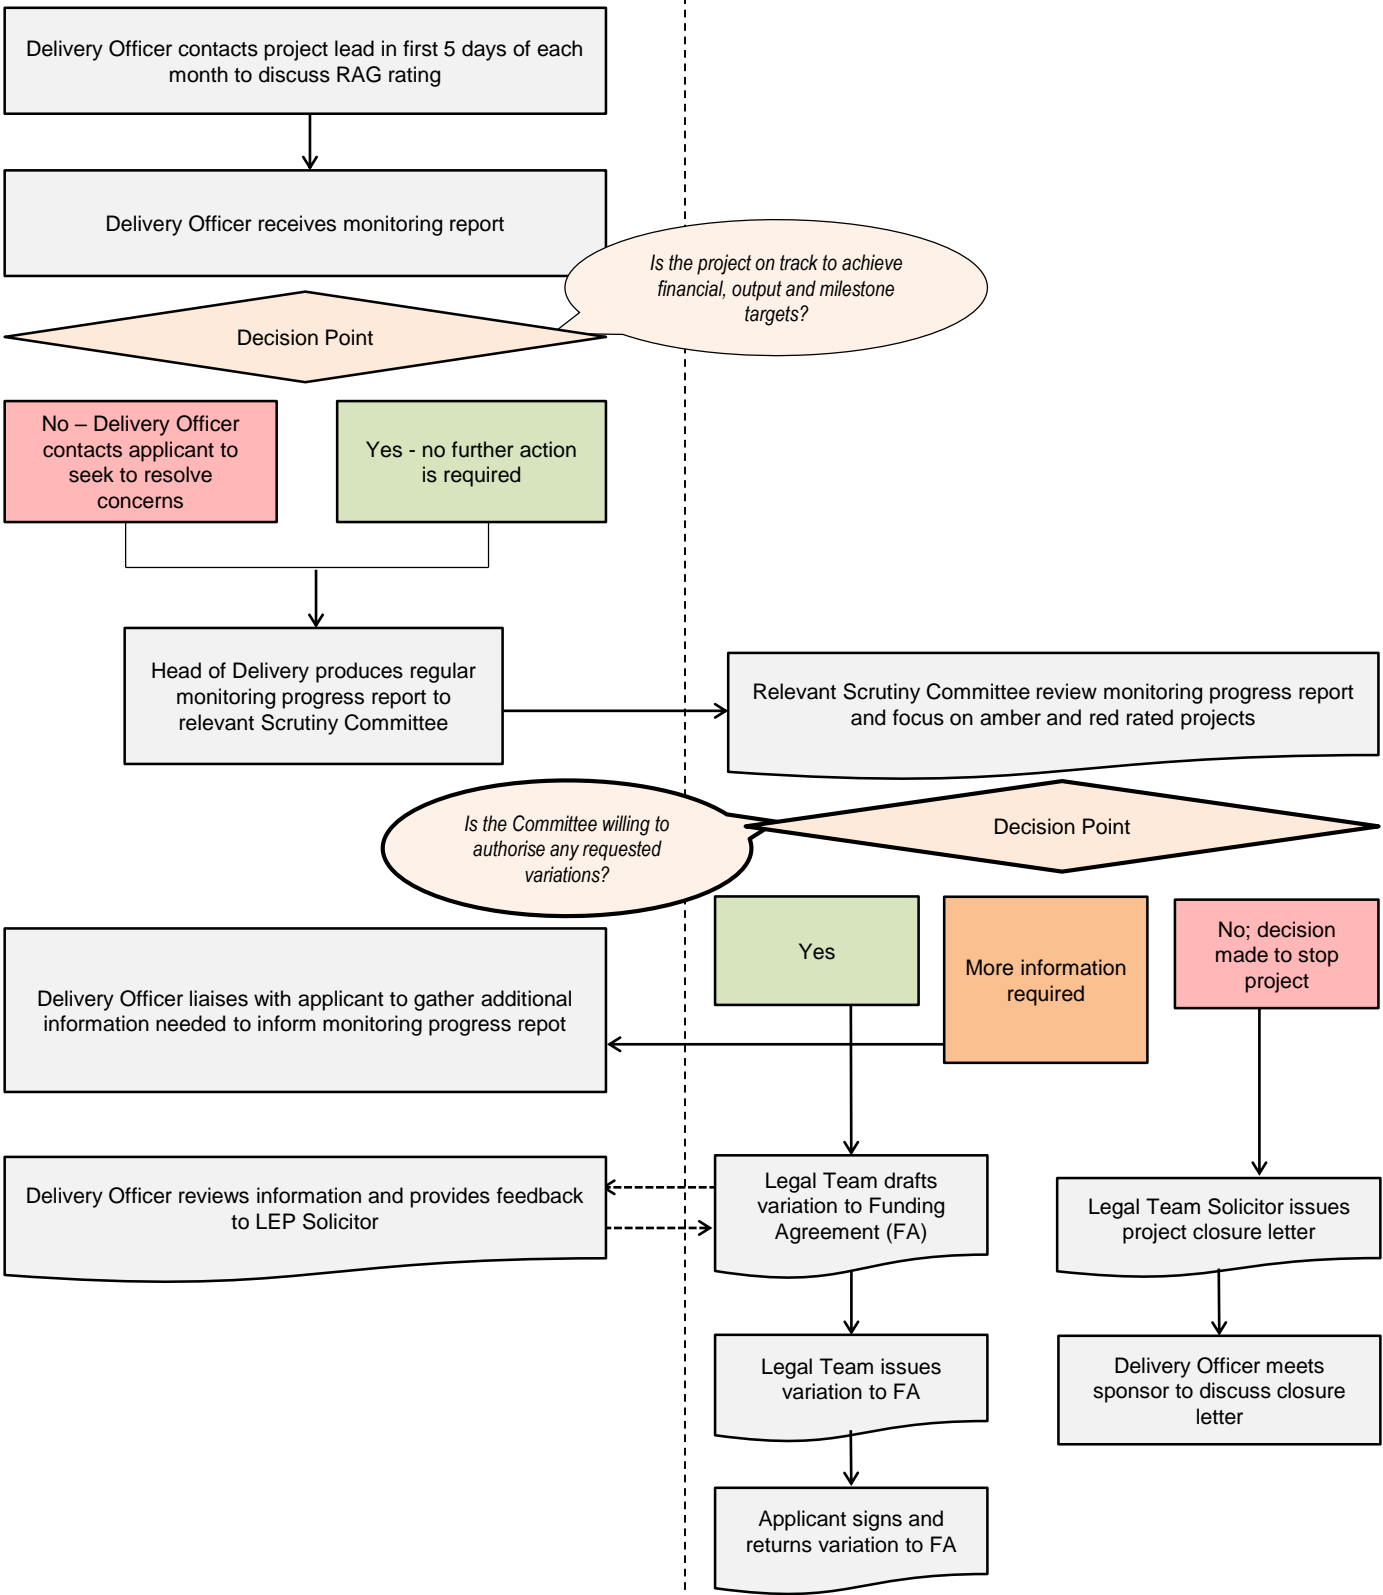 Delivery Officer contacts project lead in first 5 days of each
month to discuss RAG rating
Delivery Officer receives monitoring report
Is the project on track to achieve
financial, output and milestone
targets?
Decision Point
No – Delivery Officer
contacts applicant to
seek to resolve
concerns
Yes - no further action
is required
Head of Delivery produces regular
monitoring progress report to
relevant Scrutiny Committee
Relevant Scrutiny Committee review monitoring progress report
and focus on amber and red rated projects
Is the Committee willing to
authorise any requested
variations?
Decision Point
Yes
More information
required
No; decision
made to stop
project
Delivery Officer liaises with applicant to gather additional
information needed to inform monitoring progress repot
Delivery Officer reviews information and provides feedback
to LEP Solicitor
Legal Team drafts
variation to Funding
Agreement (FA)
Legal Team Solicitor issues
project closure letter
Legal Team issues
variation to FA
Delivery Officer meets
sponsor to discuss closure
letter
Applicant signs and
returns variation to FA